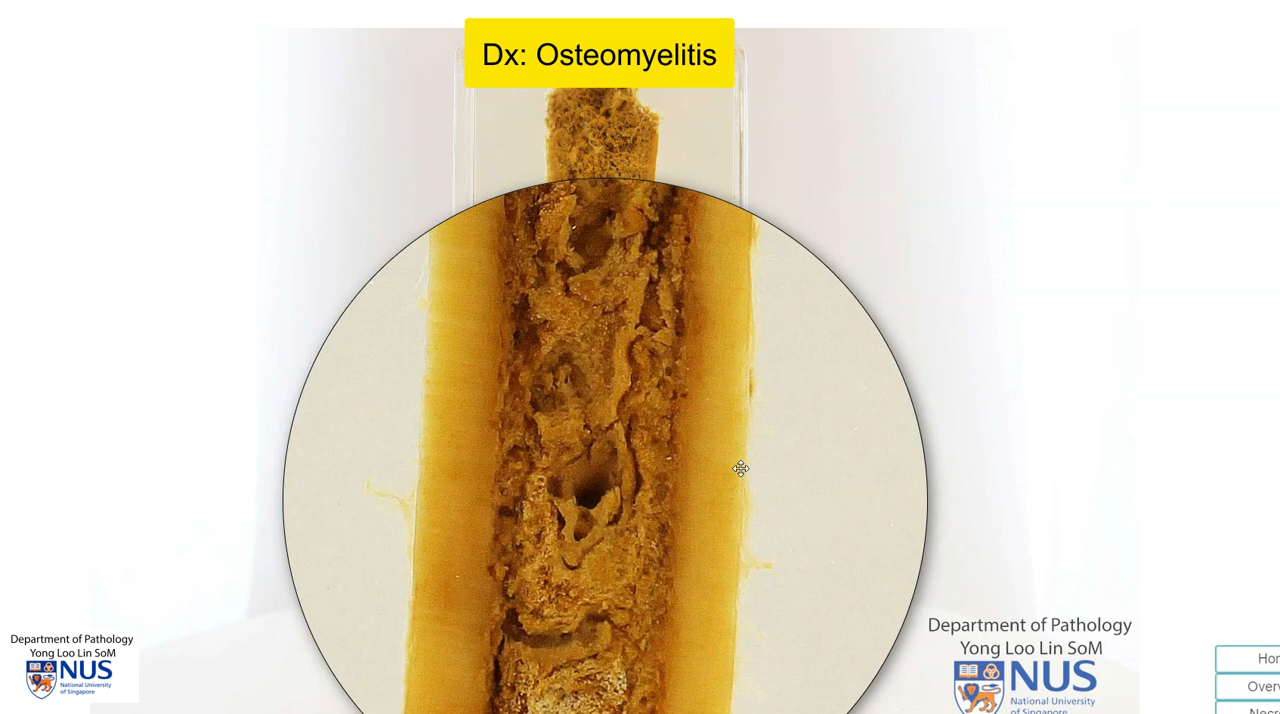 Dx: Osteomyelitis
Department of Pathology
Yong Loo Lin SoM
NUS
National University
of Singapore
Department of Pathology
Yong Loo Lin SoM
NUS
National University
of Singapore